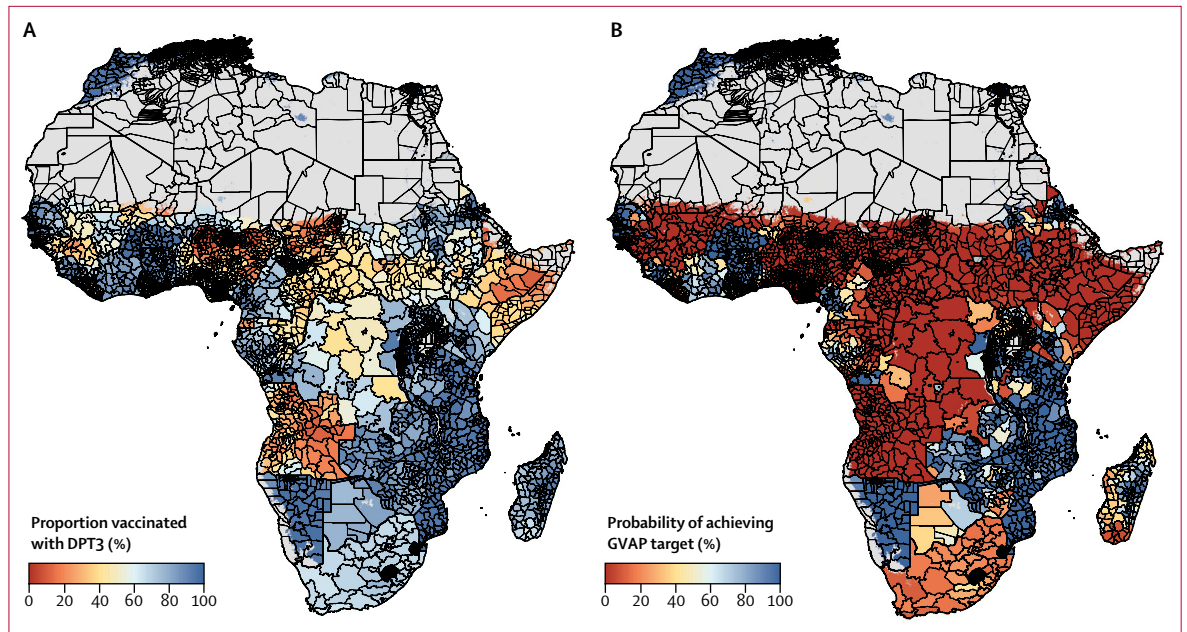 A
B
Proportion vaccinated
with DPT3 (%)
0 20 40 60 80 100
Probability of achieving
GVAP target (%)
0 20 40 60 80 100